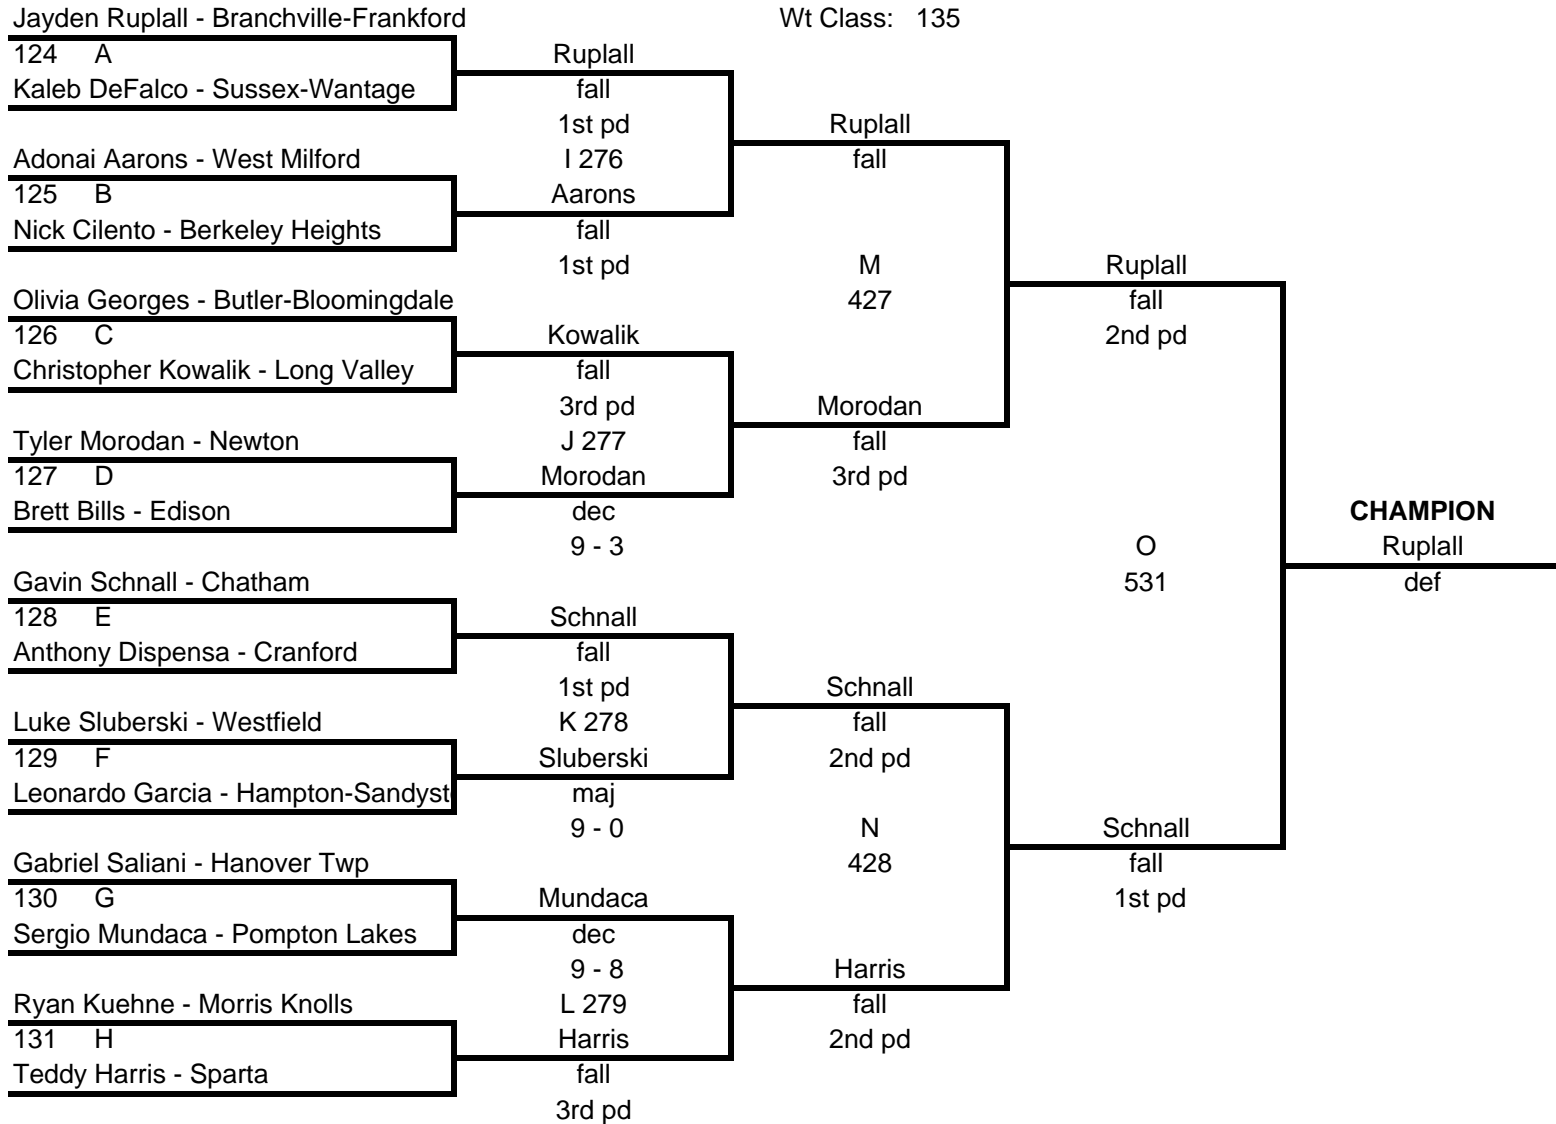 Jayden Ruplall - Branchville-Frankford
Wt Class: 135
124 A
Ruplall
Kaleb DeFalco - Sussex-Wantage
fall
1st pd
Ruplall
Adonai Aarons - West Milford
I 276
fall
125 B
Aarons
Nick Cilento - Berkeley Heights
fall
1st pd
M
Ruplall
Olivia Georges - Butler-Bloomingdale
427
fall
126 C
Kowalik
2nd pd
Christopher Kowalik - Long Valley
fall
3rd pd
Morodan
Tyler Morodan - Newton
J 277
fall
127 D
Morodan
3rd pd
Brett Bills - Edison
dec
CHAMPION
9 - 3
O
Ruplall
Gavin Schnall - Chatham
531
def
128 E
Schnall
Anthony Dispensa - Cranford
fall
1st pd
Schnall
Luke Sluberski - Westfield
K 278
fall
129 F
Sluberski
2nd pd
Leonardo Garcia - Hampton-Sandyst
maj
9 - 0
N
Schnall
Gabriel Saliani - Hanover Twp
428
fall
130 G
Mundaca
1st pd
Sergio Mundaca - Pompton Lakes
dec
9 - 8
Harris
Ryan Kuehne - Morris Knolls
L 279
fall
131 H
Harris
2nd pd
Teddy Harris - Sparta
fall
3rd pd